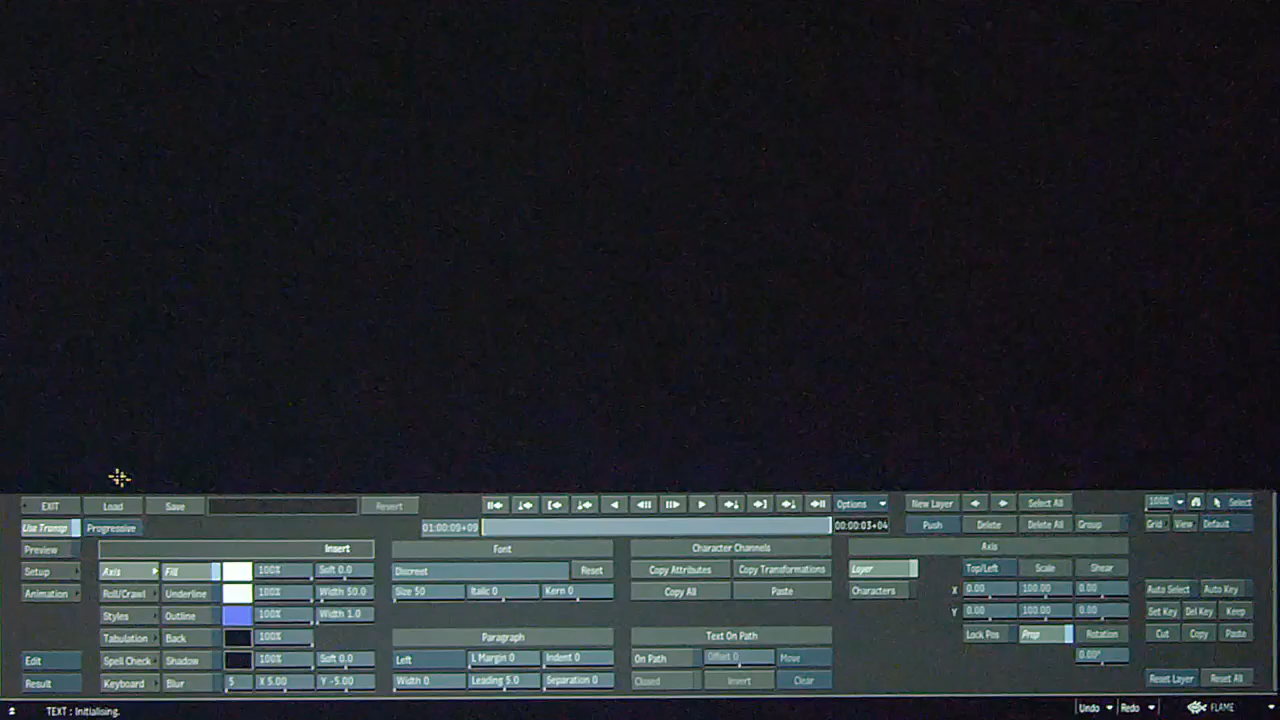 EXIT Load Save Revert Options New Layer Select All 100% Select
Use Transp Progressive 01:00:09+09 00:00:03+04 Push Delete Delete All Group Grid View Default
Preview Insert Font Character Channels Axis
Setup Axis Fill 100% Soft 0.0 Discreet Reset Copy Attributes Copy Transformations Layer Top/Left Scale Shear
Animation Roll/Crawl Underline 100% Width 50.0 Size 50 Italic 0 Kern 0 Copy All Paste Characters X 0.00 100.00 0.00 Auto Select Auto Key
Styles Outline 100% Width 1.0 Y 0.00 100.00 0.00 Set Key Del Key Keep
Tabulation Back 100% Paragraph Text On Path Lock Pos Prop Rotation Cut Copy Paste
Edit Spell Check Shadow 100% Soft 0.0 Left L Margin 0 Indent 0 On Path Offset 0 Move 0.00°
Result Keyboard Blur 5 X 5.00 Y -5.00 Width 0 Leading 5.0 Separation 0 Closed Insert Clear Reset Layer Reset All
TEXT : Initialising. Undo Redo FLAME